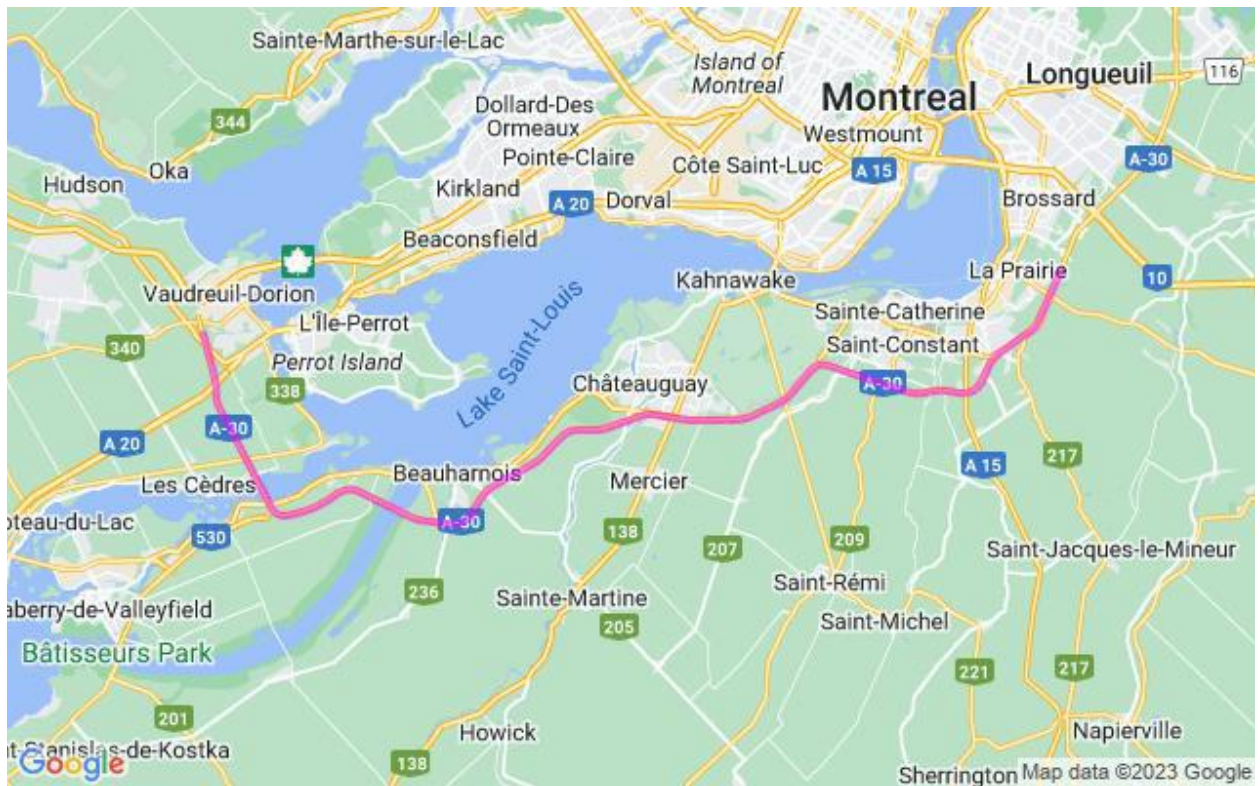 Sainte-Marthe-sur-le-Lac
Island of
Montreal
Longueuil
116
Montreal
344
Dollard-Des
Ormeaux
Westmount
Oka
Pointe-Claire
Côte Saint-Luc
A 15
A-30
Hudson
Kirkland
A 20
Dorval
Brossard
Beaconsfield
La Prairie
10
Vaudreuil-Dorion
Kahnawake
L'Île-Perrot
Sainte-Catherine
340
Perrot Island
Saint-Constant
338
Lake Saint-Louis
Châteauguay
A-30
A-30
A 20
Beauharnois
217
A 15
Les Cèdres
Mercier
oteau-du-Lac
A-30
530
138
207
209
Saint-Jacques-le-Mineur
236
Sainte-Martine
Saint-Rémi
aberry-de-Valleyfield
205
Saint-Michel
Bâtisseurs Park
221
217
201
Howick
Napierville
nt-Stanislas-de-Kostka
138
Google
Sherrington
Map data ©2023 Google